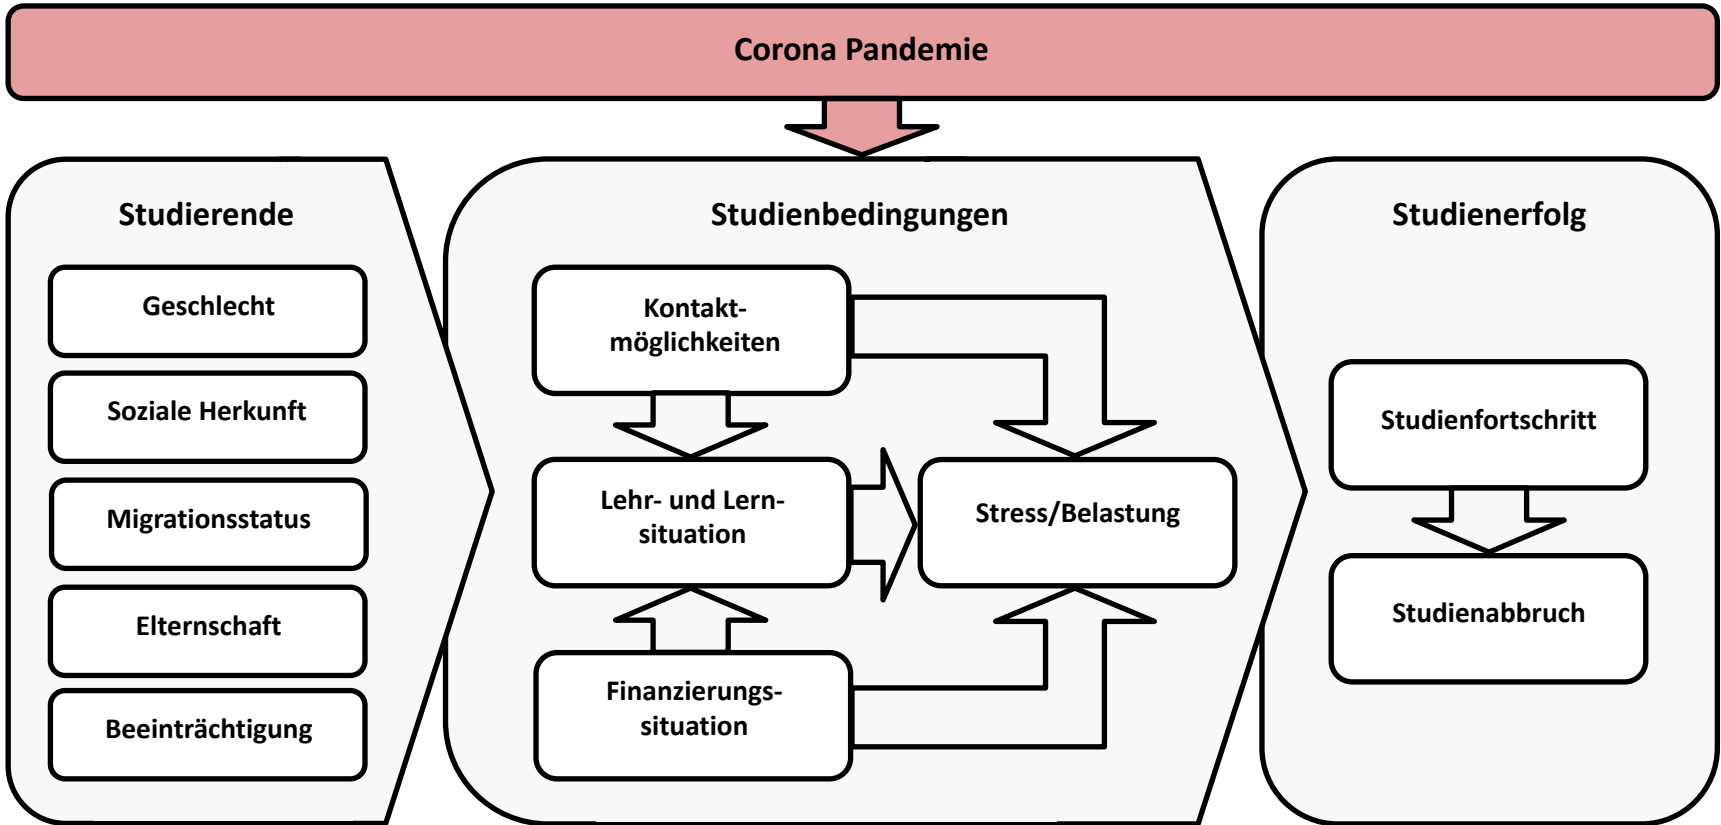 Corona Pandemie
Studierende
Geschlecht
Soziale Herkunft
Migrationsstatus
Elternschaft
Beeinträchtigung
Studienbedingungen
Kontakt-
möglichkeiten
Lehr- und Lern-
situation
Finanzierungs-
situation
Stress/Belastung
Studienerfolg
Studienfortschritt
Studienabbruch